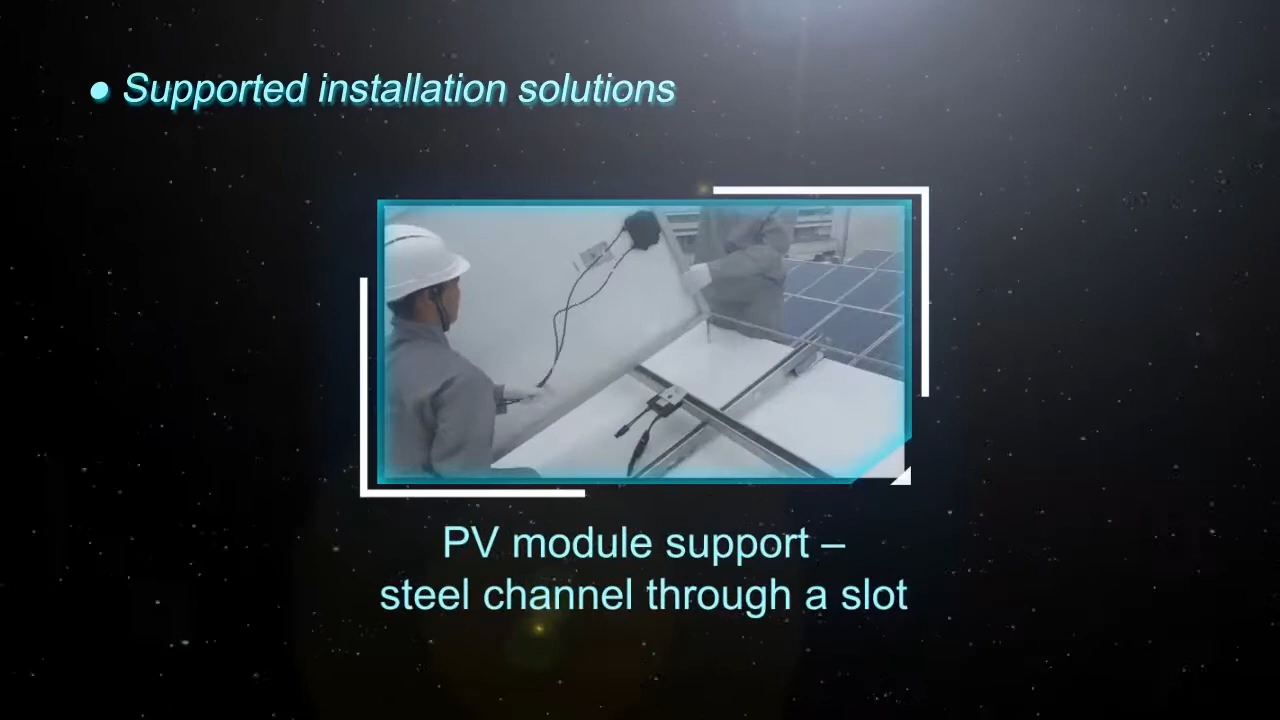 ● Supported installation solutions
PV module support –
steel channel through a slot